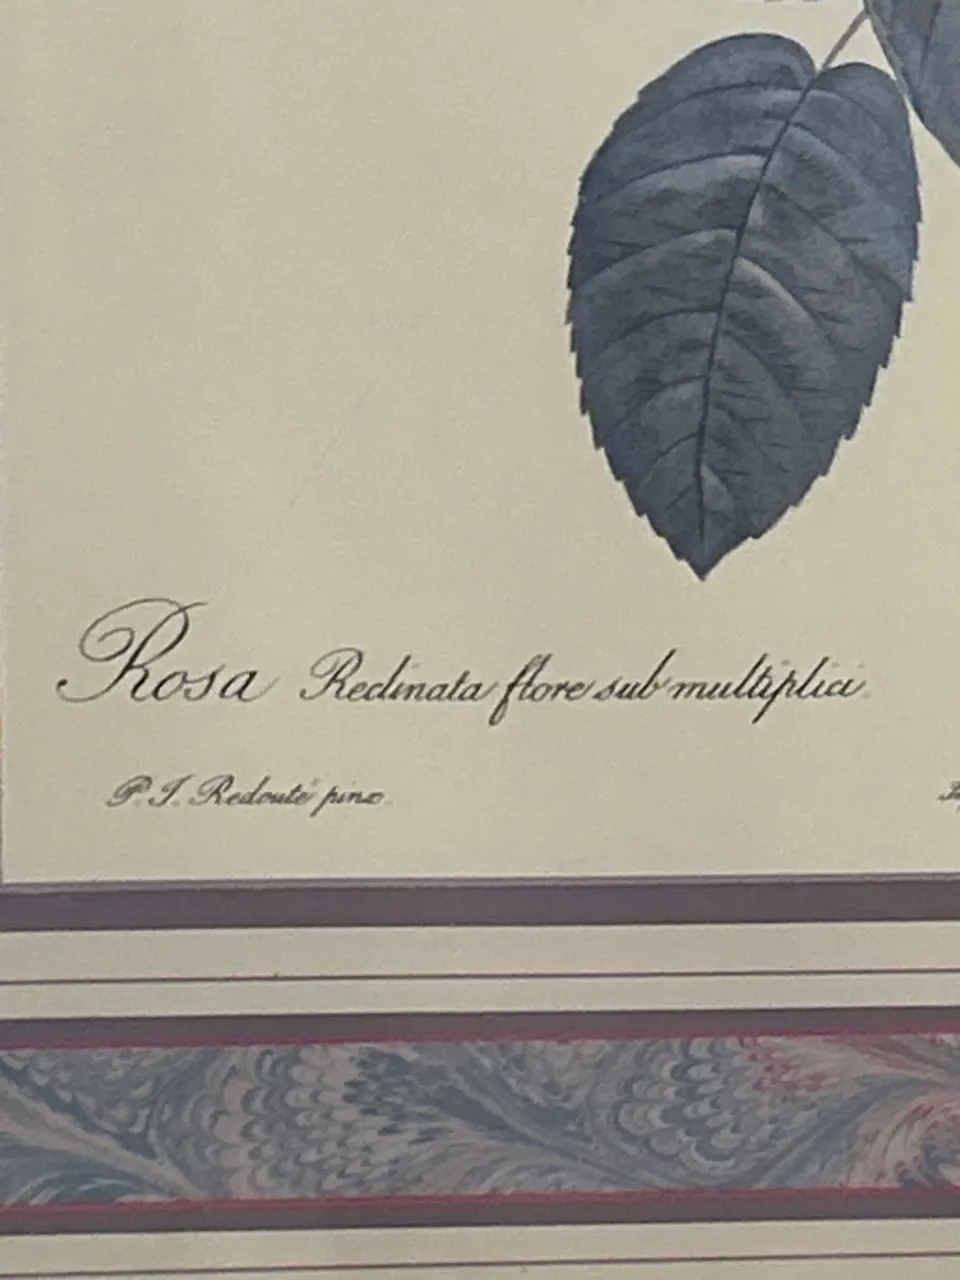 Rosa Reclinata flore sub multiplici.
P. J. Redouté pinx.